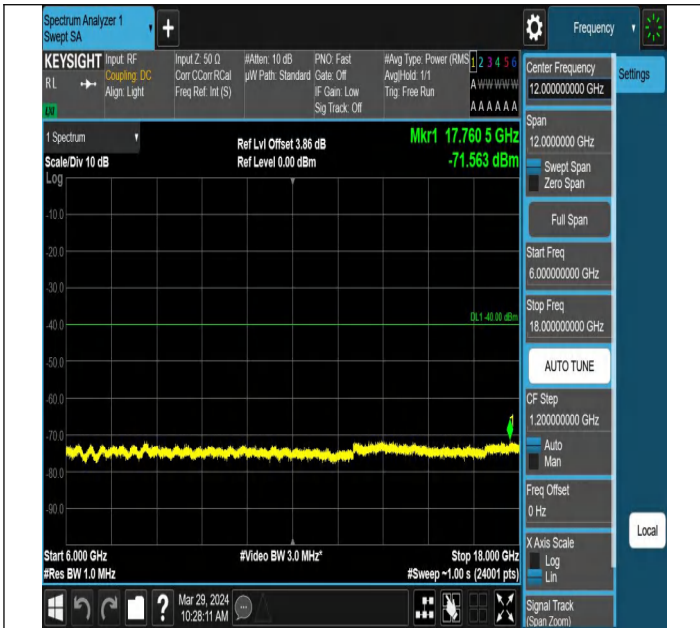 Spectrum Analyzer 1
Swept SA
Frequency
KEYSIGHT
RL
LXI
Input: RF
Coupling: DC
Align: Light
Input Z: 50 Ω
Corr CCorr RCal
Freq Ref: Int (S)
#Atten: 10 dB
µW Path: Standard
PNO: Fast
Gate: Off
IF Gain: Low
Sig Track: Off
#Avg Type: Power (RMS
Avg|Hold: 1/1
Trig: Free Run
1 2 3 4 5 6
A W W W W W
A A A A A A
Center Frequency
12.000000000 GHz
Settings
Span
12.0000000 GHz
Swept Span
Zero Span
Full Span
Start Freq
6.000000000 GHz
Stop Freq
18.000000000 GHz
AUTO TUNE
CF Step
1.200000000 GHz
Auto
Man
Freq Offset
0 Hz
X Axis Scale
Log
Lin
Signal Track
(Span Zoom)
Local
1 Spectrum
Scale/Div 10 dB
Ref Lvl Offset 3.86 dB
Ref Level 0.00 dBm
Mkr1 17.760 5 GHz
-71.563 dBm
Log
-10.0
-20.0
-30.0
-40.0
-50.0
-60.0
-70.0
-80.0
-90.0
DL1 -40.00 dBm
Start 6.000 GHz
#Res BW 1.0 MHz
#Video BW 3.0 MHz*
Stop 18.000 GHz
#Sweep ~1.00 s (24001 pts)
?
Mar 29, 2024
10:28:11 AM